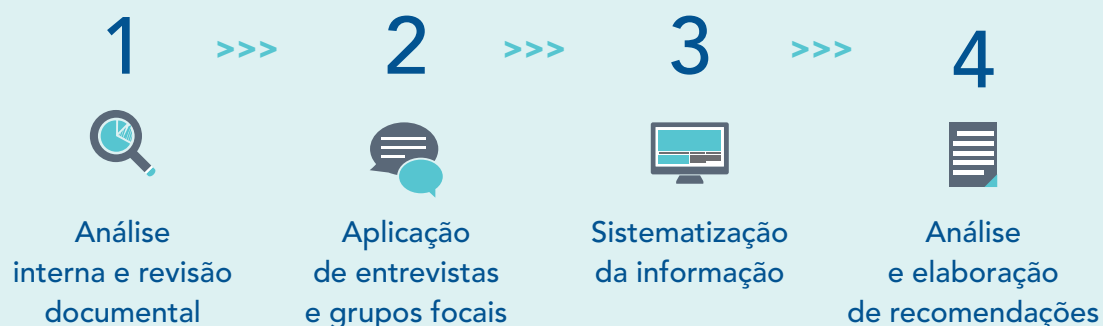 1 >>> 2 >>> 3 >>> 4
Análise
interna e revisão
documental
Aplicação
de entrevistas
e grupos focais
Sistematização
da informação
Análise
e elaboração
de recomendações